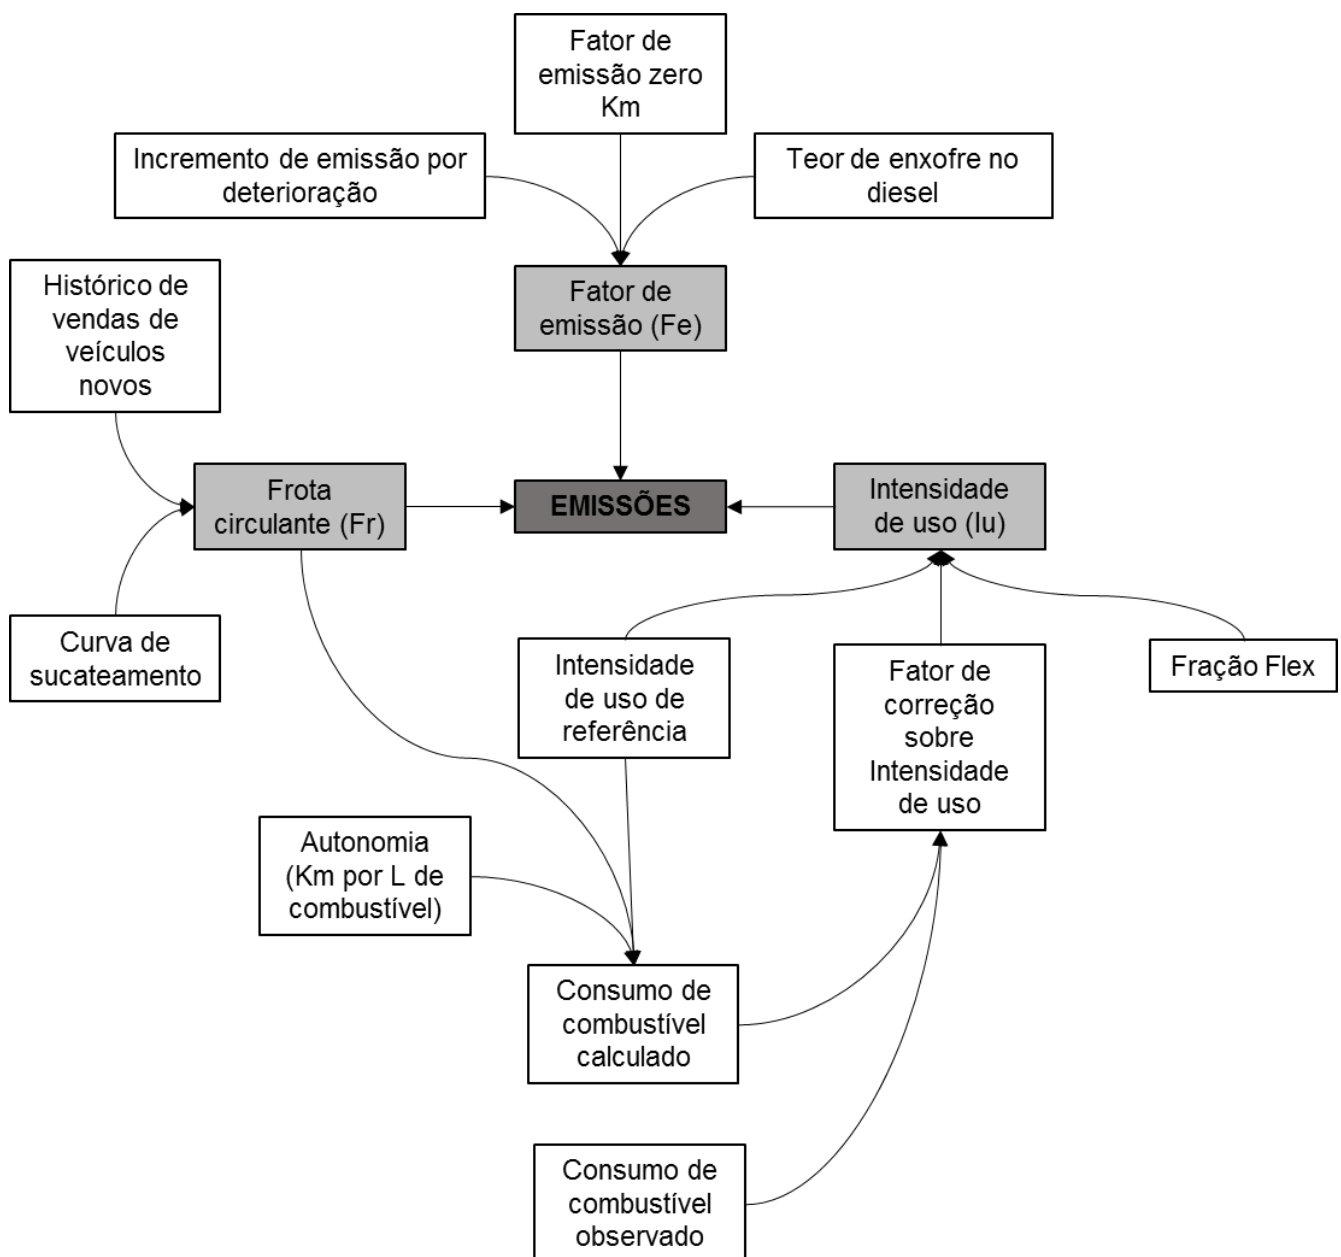 Fator de
emissão zero
Km
Incremento de emissão por
deterioração
Teor de enxofre no
diesel
Histórico de
vendas de
veículos
novos
Fator de
emissão (Fe)
Frota
circulante (Fr)
EMISSÕES
Intensidade
de uso (Iu)
Curva de
sucateamento
Intensidade
de uso de
referência
Fator de
correção
sobre
Intensidade
de uso
Fração Flex
Autonomia
(Km por L de
combustível)
Consumo de
combustível
calculado
Consumo de
combustível
observado